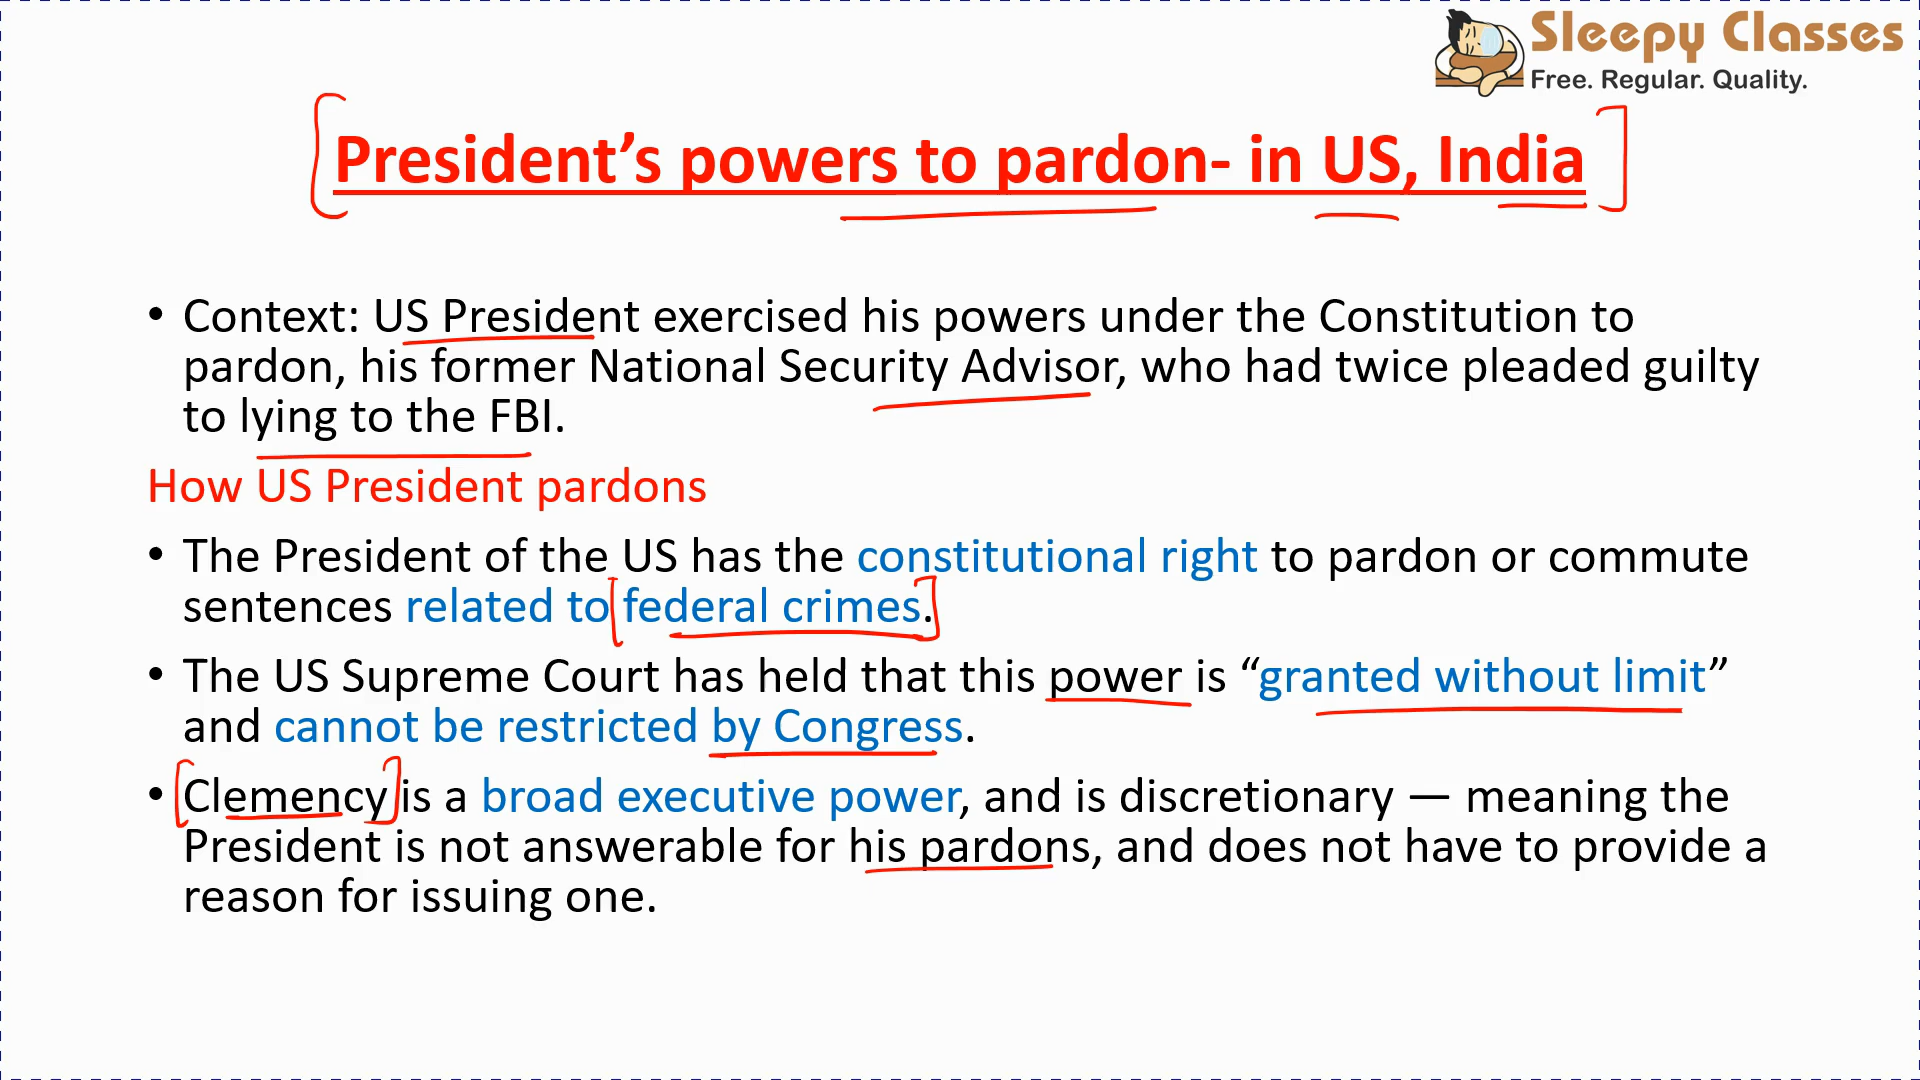 Sleepy Classes
Free. Regular. Quality.
President’s powers to pardon- in US, India
• Context: US President exercised his powers under the Constitution to
pardon, his former National Security Advisor, who had twice pleaded guilty
to lying to the FBI.
How US President pardons
• The President of the US has the constitutional right to pardon or commute
sentences related to federal crimes.
• The US Supreme Court has held that this power is “granted without limit”
and cannot be restricted by Congress.
• Clemency is a broad executive power, and is discretionary — meaning the
President is not answerable for his pardons, and does not have to provide a
reason for issuing one.